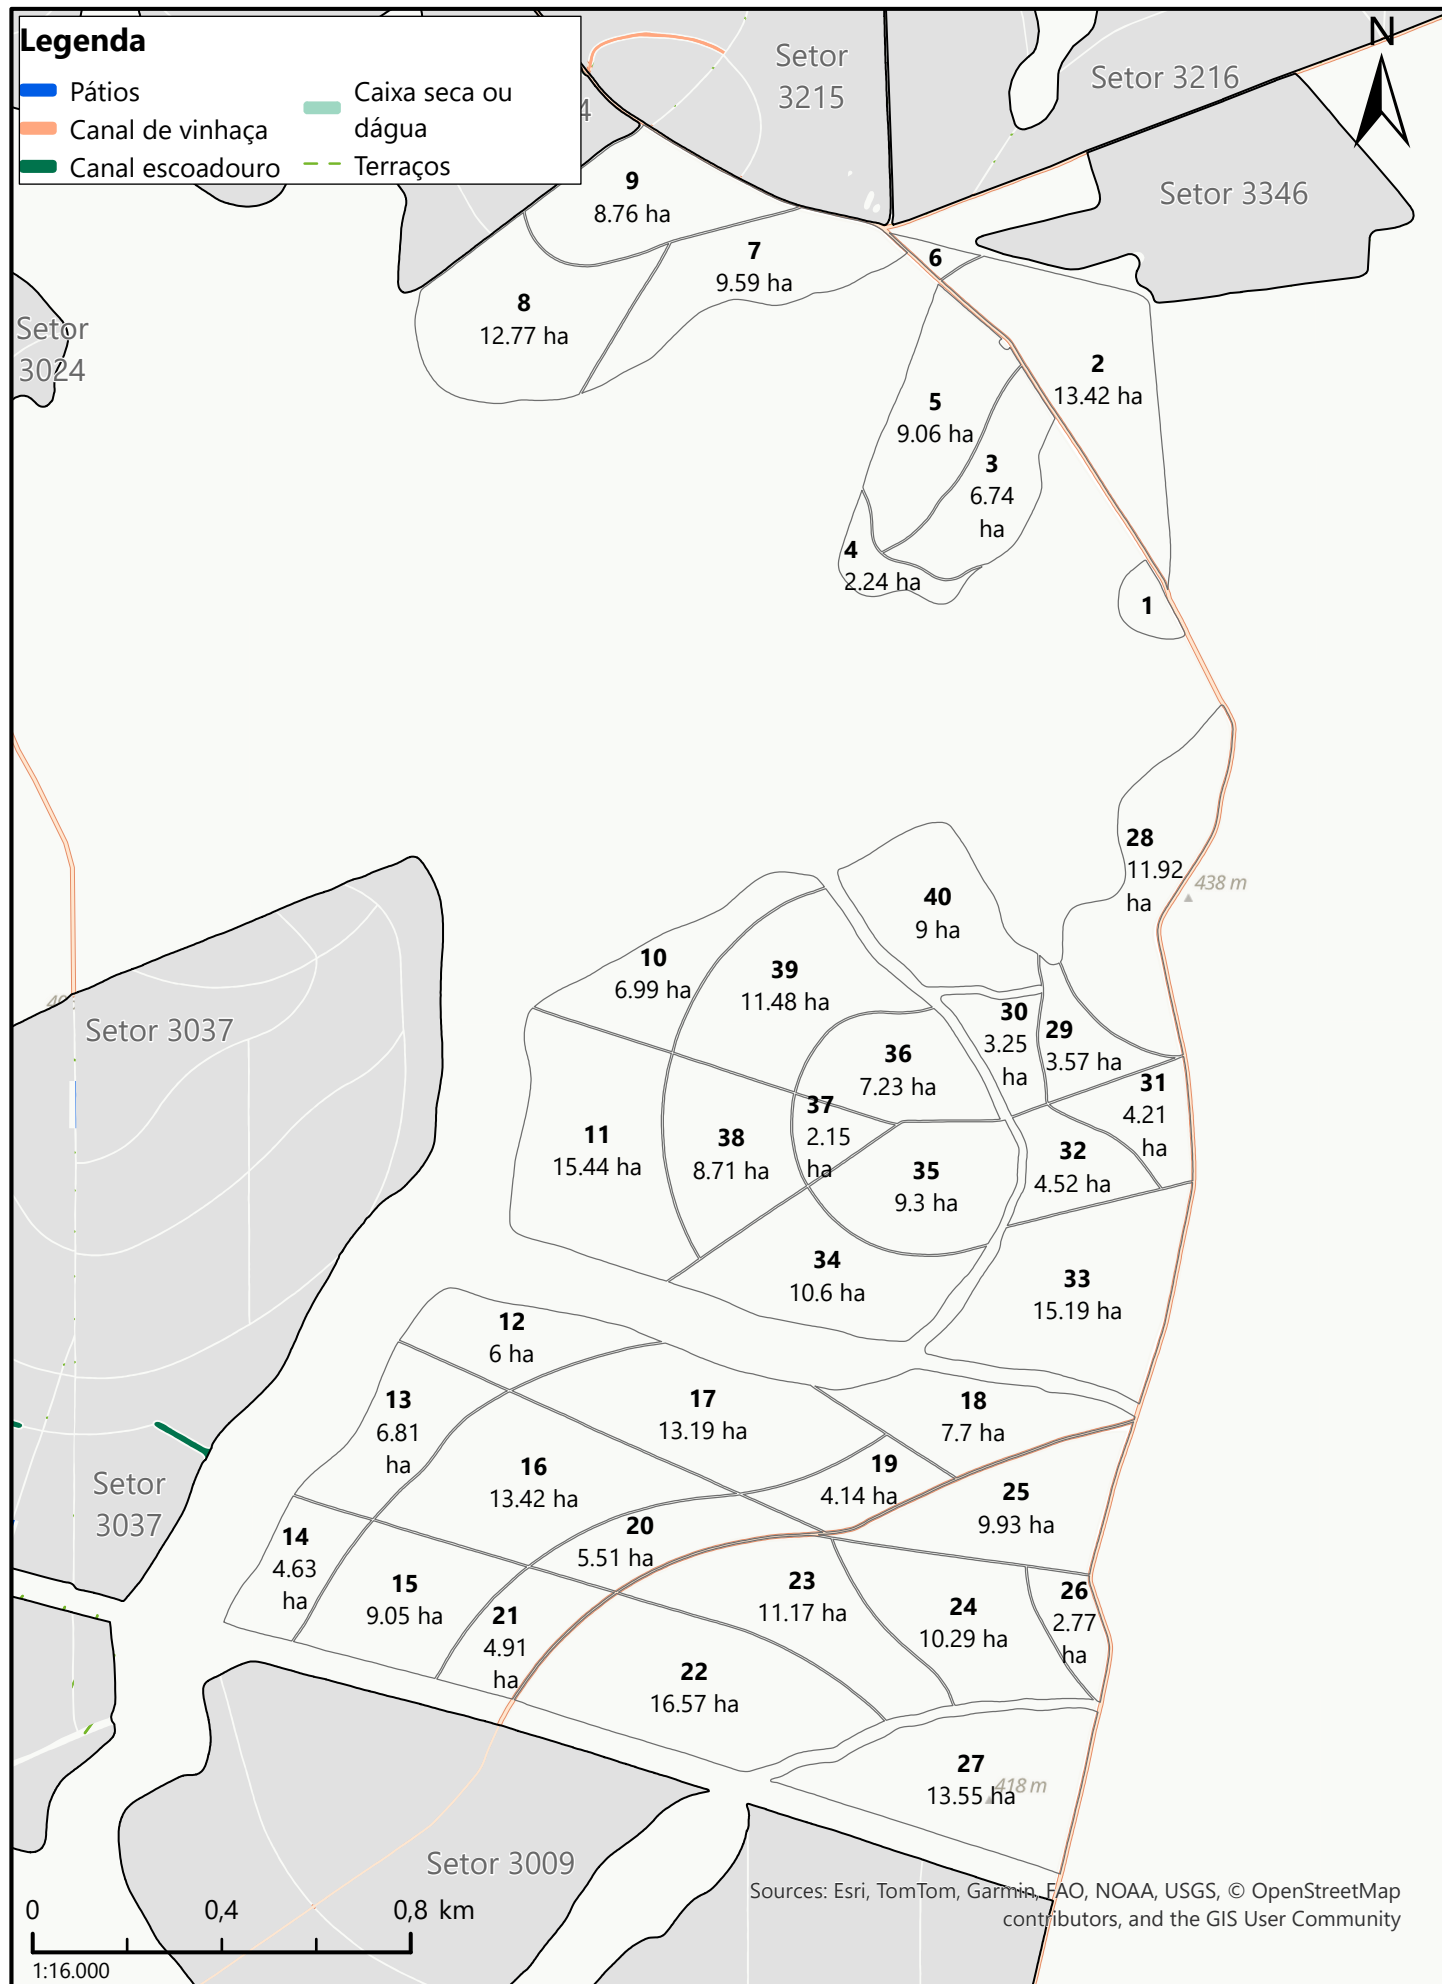 Legenda
Pátios
Canal de vinhaça
Canal escoadouro
Caixa seca ou
dágua
Terraços
N
4
Setor
3215
Setor 3216
Setor 3346
Setor
3024
9
8.76 ha
7
9.59 ha
8
12.77 ha
6
2
13.42 ha
5
9.06 ha
3
6.74
ha
4
2.24 ha
1
28
11.92
ha
438 m
40
9 ha
10
6.99 ha
39
11.48 ha
30
3.25
ha
29
3.57 ha
36
7.23 ha
31
4.21
ha
37
2.15
ha
11
15.44 ha
38
8.71 ha
35
9.3 ha
32
4.52 ha
34
10.6 ha
33
15.19 ha
Setor 3037
12
6 ha
13
6.81
ha
17
13.19 ha
18
7.7 ha
16
13.42 ha
19
4.14 ha
25
9.93 ha
Setor
3037
20
5.51 ha
14
4.63
ha
15
9.05 ha
21
4.91
ha
23
11.17 ha
24
10.29 ha
26
2.77
ha
22
16.57 ha
27
13.55 ha
418 m
Setor 3009
Sources: Esri, TomTom, Garmin, FAO, NOAA, USGS, © OpenStreetMap
contributors, and the GIS User Community
0 0,4 0,8 km
1:16.000